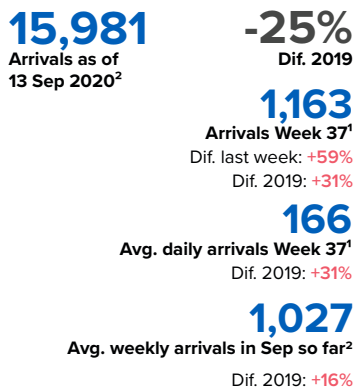 15,981
Arrivals as of
13 Sep 2020²
-25%
Dif. 2019
1,163
Arrivals Week 37¹
Dif. last week: +59%
Dif. 2019: +31%
166
Avg. daily arrivals Week 37¹
Dif. 2019: +31%
1,027
Avg. weekly arrivals in Sep so far²
Dif. 2019: +16%